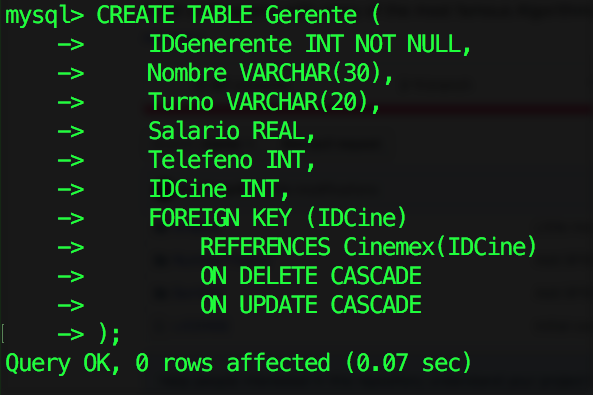 mysql> CREATE TABLE Gerente (
    ->     IDGenerente INT NOT NULL,
    ->     Nombre VARCHAR(30),
    ->     Turno VARCHAR(20),
    ->     Salario REAL,
    ->     Telefeno INT,
    ->     IDCine INT,
    ->     FOREIGN KEY (IDCine)
    ->         REFERENCES Cinemex(IDCine)
    ->         ON DELETE CASCADE
    ->         ON UPDATE CASCADE
    -> );
Query OK, 0 rows affected (0.07 sec)